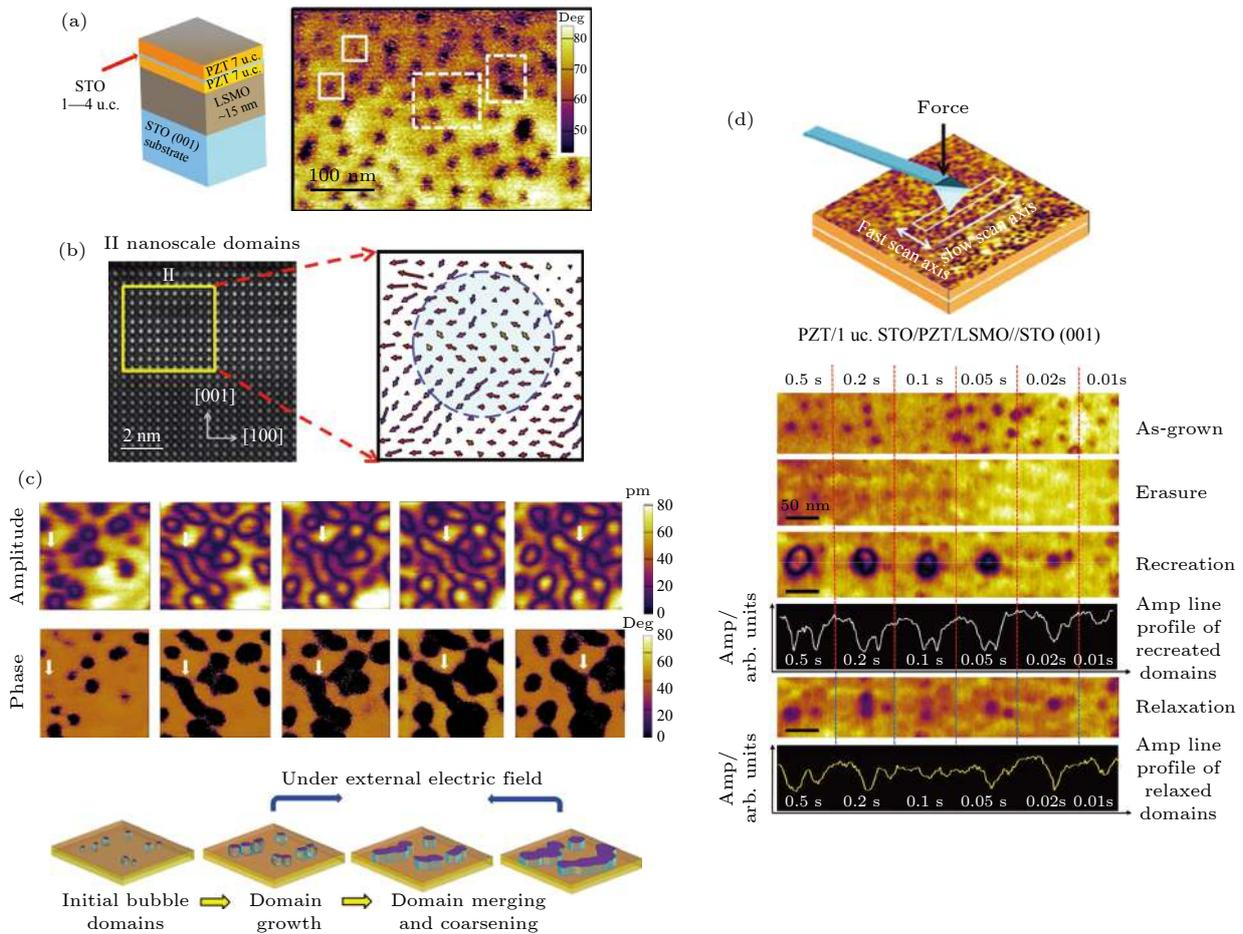 (a)
PZT 7 u.c.
PZT 7 u.c.
STO
1—4 u.c.
LSMO
~15 nm
STO (001)
substrate
Deg
80
70
60
50
100 nm
(b)
II nanoscale domains
II
[001]
[100]
2 nm
(c)
Amplitude
pm
80
60
40
20
0
Phase
Deg
80
60
40
20
0
Under external electric field
Initial bubble
domains
Domain
growth
Domain merging
and coarsening
(d)
Force
Fast scan axis
slow scan axis
PZT/1 uc. STO/PZT/LSMO//STO (001)
0.5 s 0.2 s 0.1 s 0.05 s 0.02s 0.01s
As-grown
Erasure
50 nm
Recreation
Amp/
arb. units
0.5 s 0.2 s 0.1 s 0.05 s 0.02s 0.01s
Amp line
profile of
recreated
domains
Relaxation
Amp/
arb. units
0.5 s 0.2 s 0.1 s 0.05 s 0.02s 0.01s
Amp line
profile of
relaxed
domains